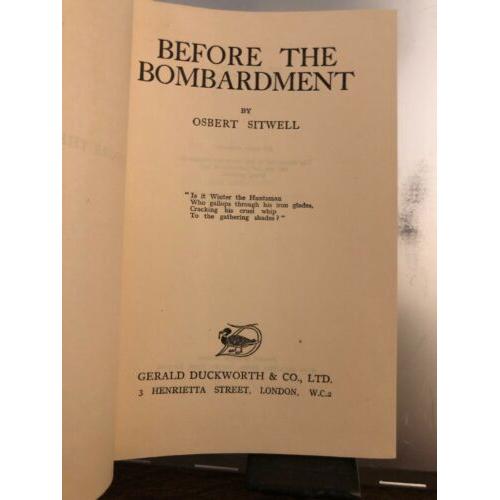 BEFORE THE
BOMBARDMENT
BY
OSBERT SITWELL
"Is it Winter the Huntsman
Who gallops through his iron glades,
Cracking his cruel whip
To the gathering shades?"
GERALD DUCKWORTH & CO., LTD.
3 HENRIETTA STREET, LONDON, W.C.2